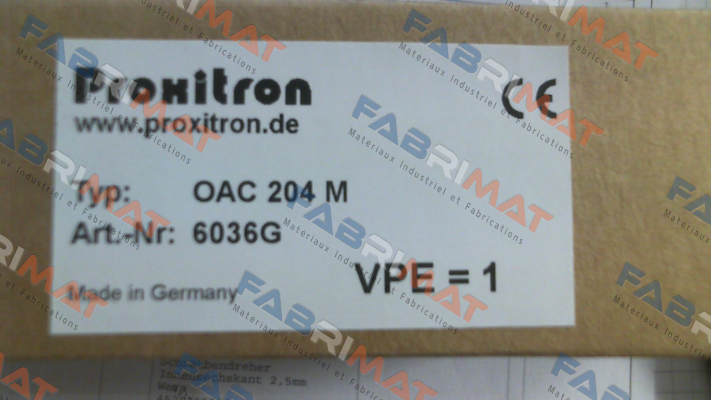 Proxitron
www.proxitron.de
CE
Typ: OAC 204 M
Art.-Nr: 6036G
VPE = 1
Made in Germany
Innensechskant 2,5mm
FABRIMAT
Materiaux Industriel et Fabrications